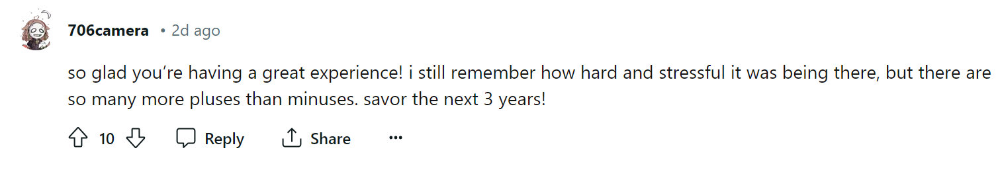 706camera • 2d ago
so glad you’re having a great experience! i still remember how hard and stressful it was being there, but there are
so many more pluses than minuses. savor the next 3 years!
10 Reply Share ···